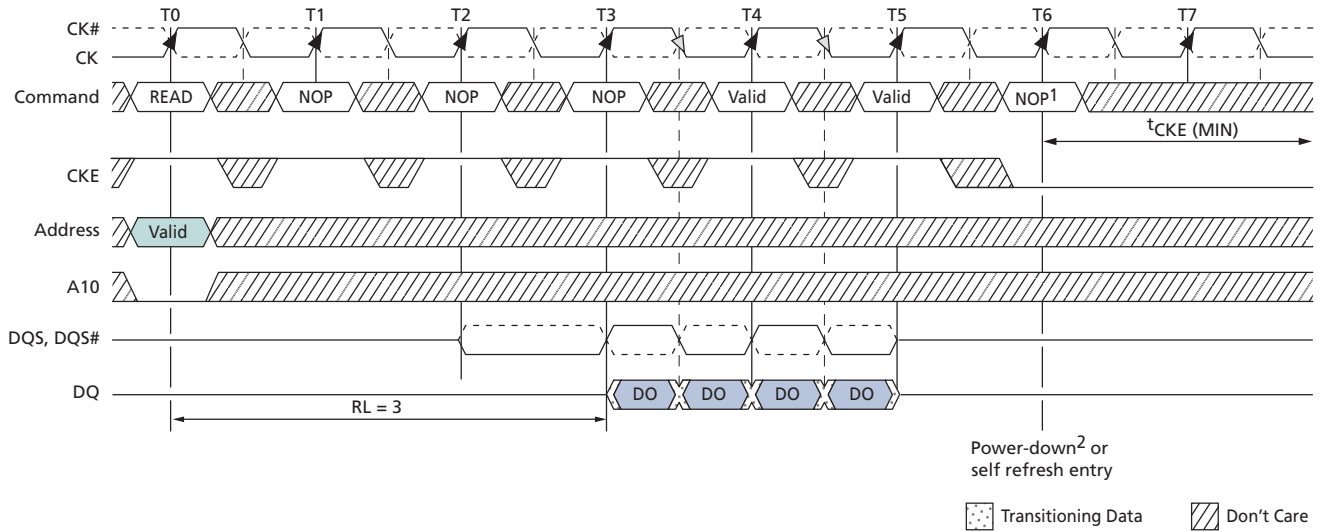 T0 T1 T2 T3 T4 T5 T6 T7
CK#
CK
Command READ NOP NOP NOP Valid Valid NOP1
tCKE (MIN)
CKE
Address Valid
A10
DQS, DQS#
DQ DO DO DO DO
RL = 3
Power-down2 or
self refresh entry
Transitioning Data Don't Care